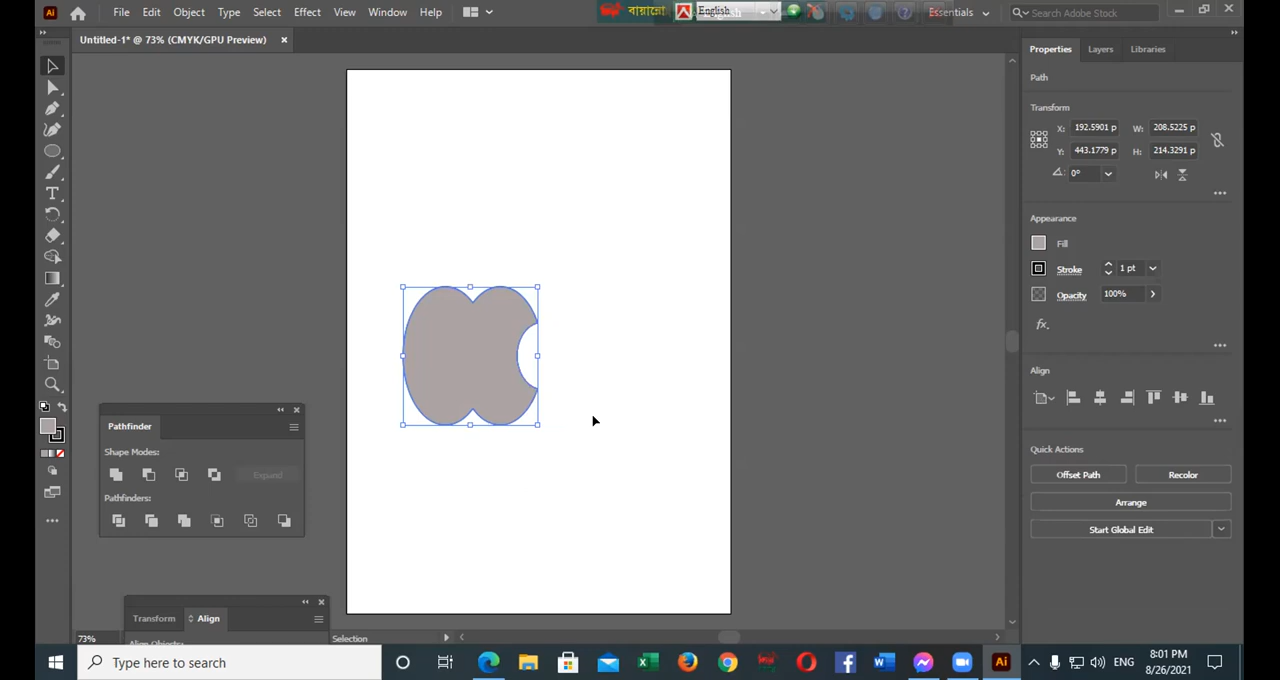 File Edit Object Type Select Effect View Window Help
বায়ান্নো
English
Essentials
Search Adobe Stock
Untitled-1* @ 73% (CMYK/GPU Preview)
Properties Layers Libraries
Path
Transform
X: 192.5901 p W: 208.5225 p
Y: 443.1779 p H: 214.3291 p
0°
Appearance
Fill
Stroke 1 pt
Opacity 100%
fx.
Align
Quick Actions
Offset Path Recolor
Arrange
Start Global Edit
Pathfinder
Shape Modes:
Expand
Pathfinders:
Transform Align
Align Objects:
73% Selection
Type here to search
ENG
8:01 PM
8/26/2021